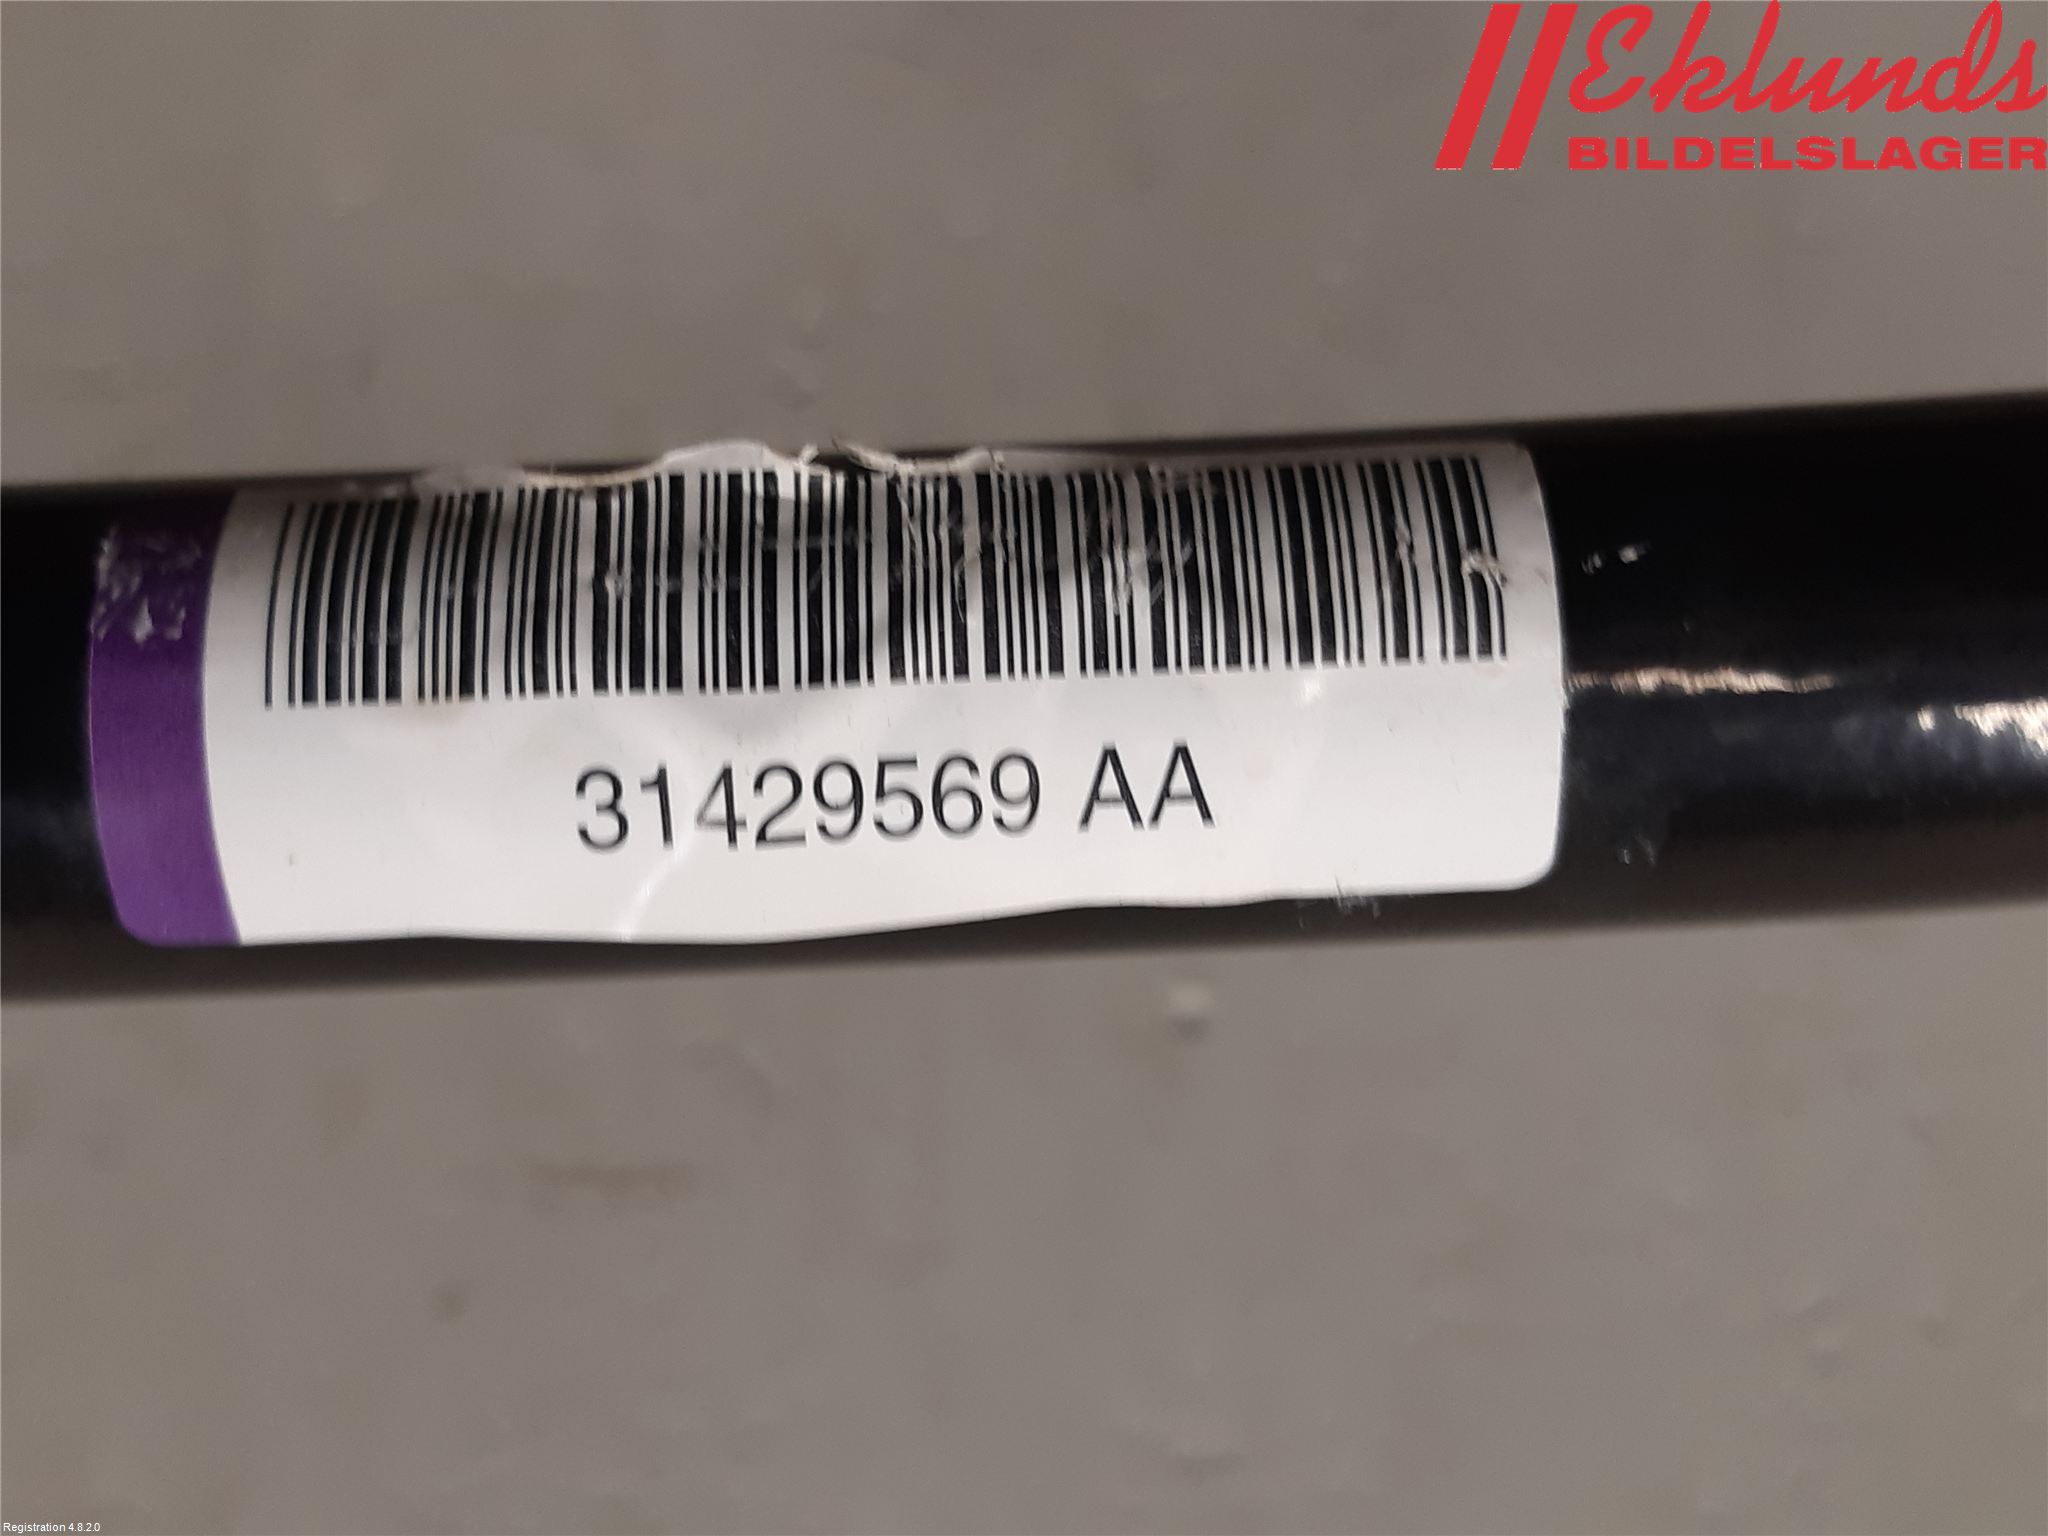 Eklunds
BILDELSLAGER
31429569 AA
Registration 4.8.2.0